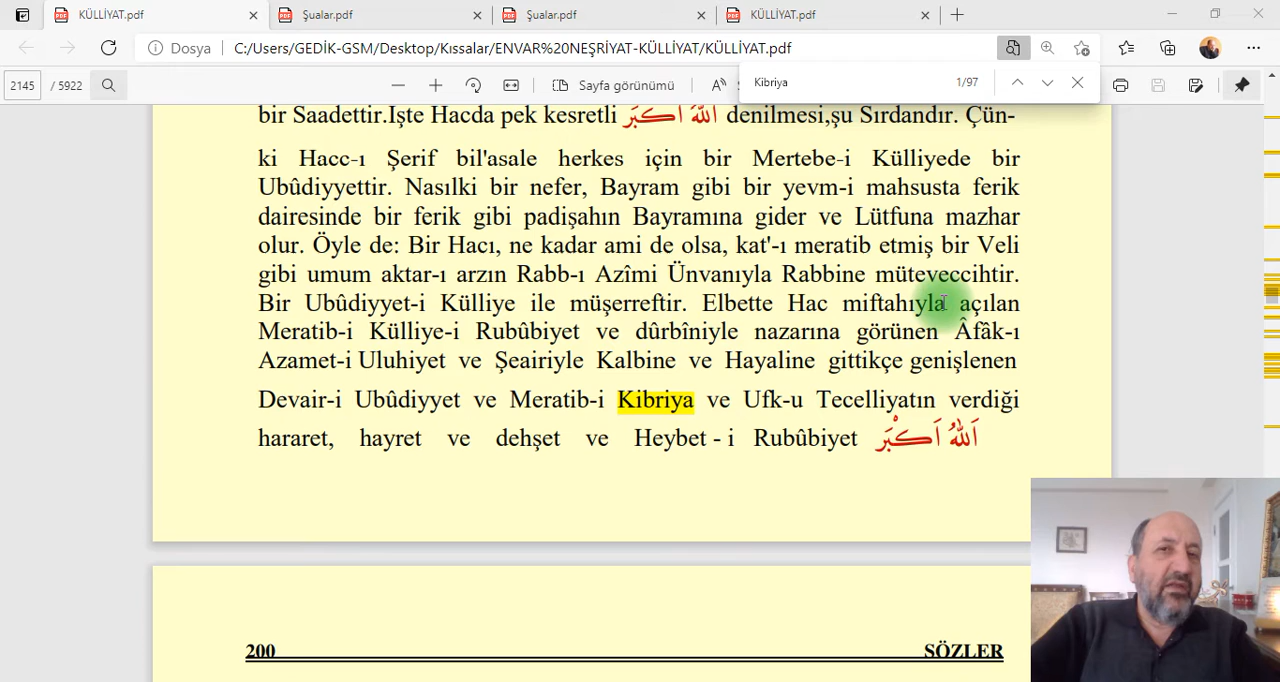 KÜLLİYAT.pdf
Şualar.pdf
Şualar.pdf
KÜLLİYAT.pdf
Dosya C:/Users/GEDİK-GSM/Desktop/Kıssalar/ENVAR%20NEŞRİYAT-KÜLLİYAT/KÜLLİYAT.pdf
2145 / 5922
Sayfa görünümü
Kibriya 1/97
bir Saadettir.İşte Hacda pek kesretli اَللّٰهُ اَكْبَرُ denilmesi,şu Sırdandır. Çün-
ki Hacc-ı Şerif bil'asale herkes için bir Mertebe-i Külliyede bir
Ubûdiyyettir. Nasılki bir nefer, Bayram gibi bir yevm-i mahsusta ferik
dairesinde bir ferik gibi padişahın Bayramına gider ve Lütfuna mazhar
olur. Öyle de: Bir Hacı, ne kadar ami de olsa, kat'-ı meratib etmiş bir Veli
gibi umum aktar-ı arzın Rabb-ı Azîmi Ünvanıyla Rabbine müteveccihtir.
Bir Ubûdiyyet-i Külliye ile müşerreftir. Elbette Hac miftahıyla açılan
Meratib-i Külliye-i Rubûbiyet ve dûrbîniyle nazarına görünen Âfâk-ı
Azamet-i Uluhiyet ve Şeairiyle Kalbine ve Hayaline gittikçe genişlenen
Devair-i Ubûdiyyet ve Meratib-i Kibriya ve Ufk-u Tecelliyatın verdiği
hararet, hayret ve dehşet ve Heybet - i Rubûbiyet اَللّٰهُ اَكْبَرُ
200 SÖZLER